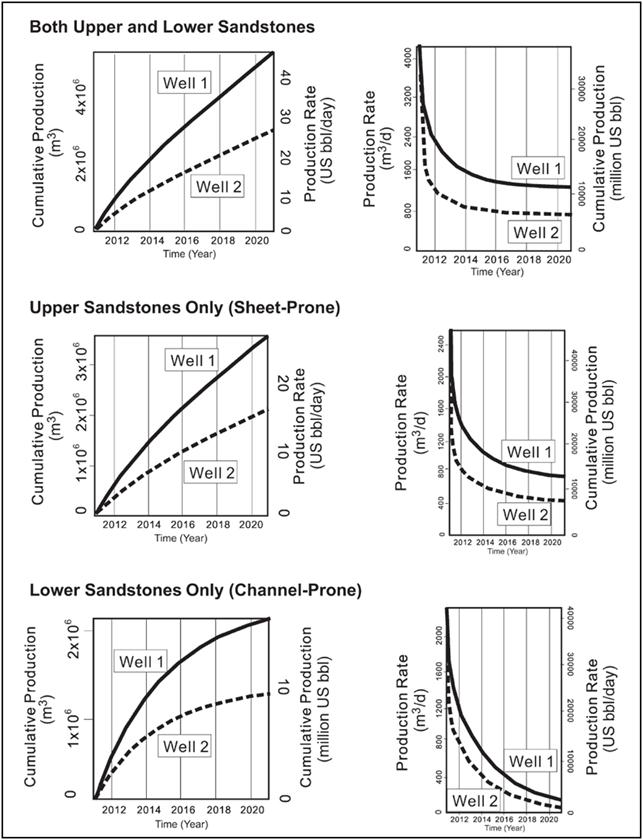 Both Upper and Lower Sandstones
Cumulative Production
(m³)
4x10⁶
2x10⁶
0
Well 1
Well 2
2012 2014 2016 2018 2020
Time (Year)
40
30
20
10
0
Production Rate
(US bbl/day)
Production Rate
(m³/d)
4000
3200
2400
1600
800
0
Well 1
Well 2
2012 2014 2016 2018 2020
Time (Year)
30000
20000
10000
0
Cumulative Production
(million US bbl)
Upper Sandstones Only (Sheet-Prone)
Cumulative Production
(m³)
3x10⁶
2x10⁶
1x10⁶
0
Well 1
Well 2
2012 2014 2016 2018 2020
Time (Year)
20
10
0
Production Rate
(US bbl/day)
Production Rate
(m³/d)
2400
2000
1600
1200
800
400
0
Well 1
Well 2
2012 2014 2016 2018 2020
Time (Year)
40000
30000
20000
10000
0
Cumulative Production
(million US bbl)
Lower Sandstones Only (Channel-Prone)
Cumulative Production
(m³)
2x10⁶
1x10⁶
0
Well 1
Well 2
2012 2014 2016 2018 2020
Time (Year)
10
0
Cumulative Production
(million US bbl)
Production Rate
(m³/d)
2000
1600
1200
800
400
0
Well 1
Well 2
2012 2014 2016 2018 2020
Time (Year)
40000
30000
20000
10000
0
Production Rate
(US bbl/day)